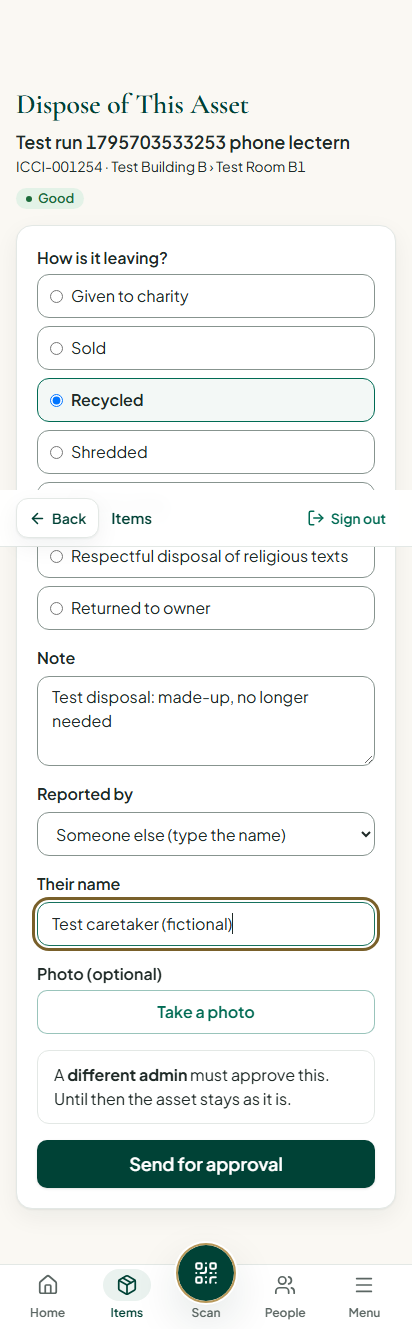 Dispose of This Asset
Test run 1795703533253 phone lectern
ICCI-001254 · Test Building B › Test Room B1
Good
How is it leaving?
Given to charity
Sold
Recycled
Shredded
Back
Items
Sign out
Respectful disposal of religious texts
Returned to owner
Note
Test disposal: made-up, no longer
needed
Reported by
Someone else (type the name)
Their name
Test caretaker (fictional)
Photo (optional)
Take a photo
A different admin must approve this.
Until then the asset stays as it is.
Send for approval
Home
Items
Scan
People
Menu